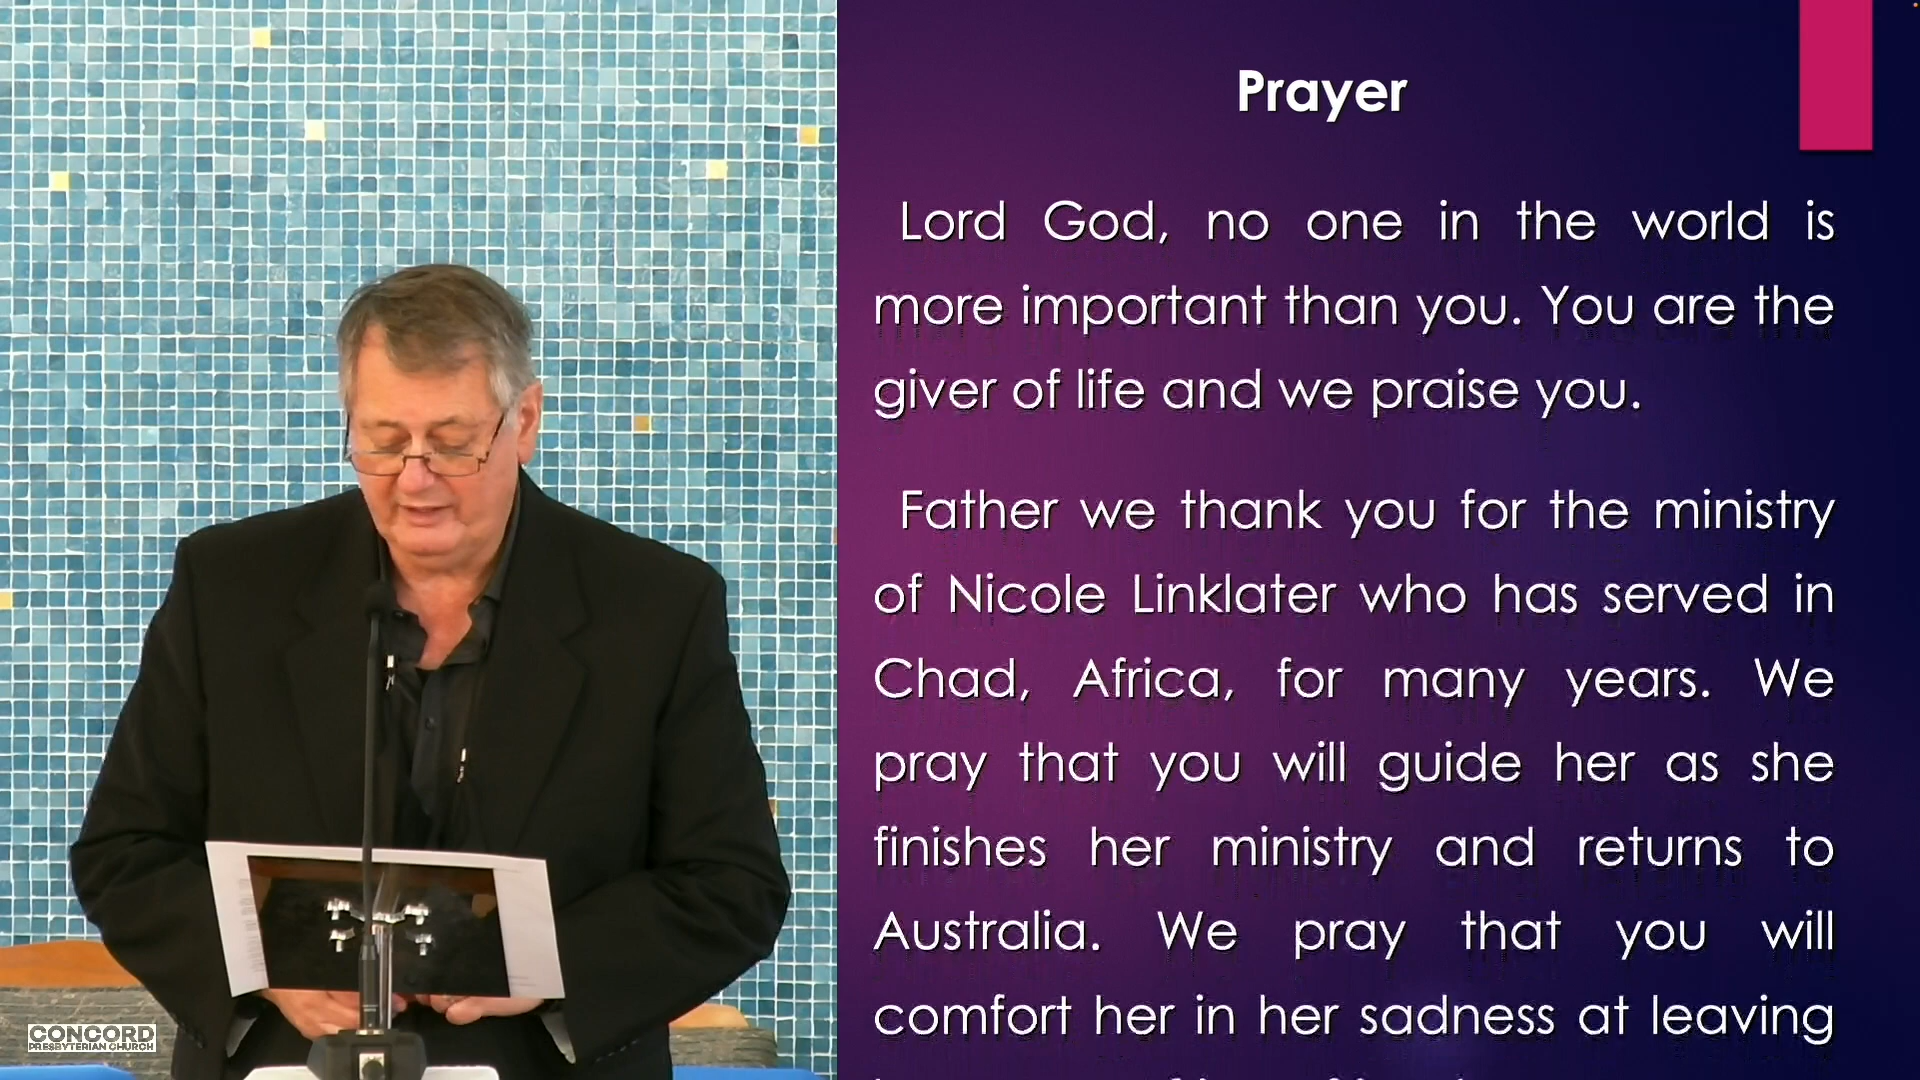 Prayer
Lord God, no one in the world is
more important than you. You are the
giver of life and we praise you.
Father we thank you for the ministry
of Nicole Linklater who has served in
Chad, Africa, for many years. We
pray that you will guide her as she
finishes her ministry and returns to
Australia. We pray that you will
comfort her in her sadness at leaving
CONCORD
PRESBYTERIAN CHURCH